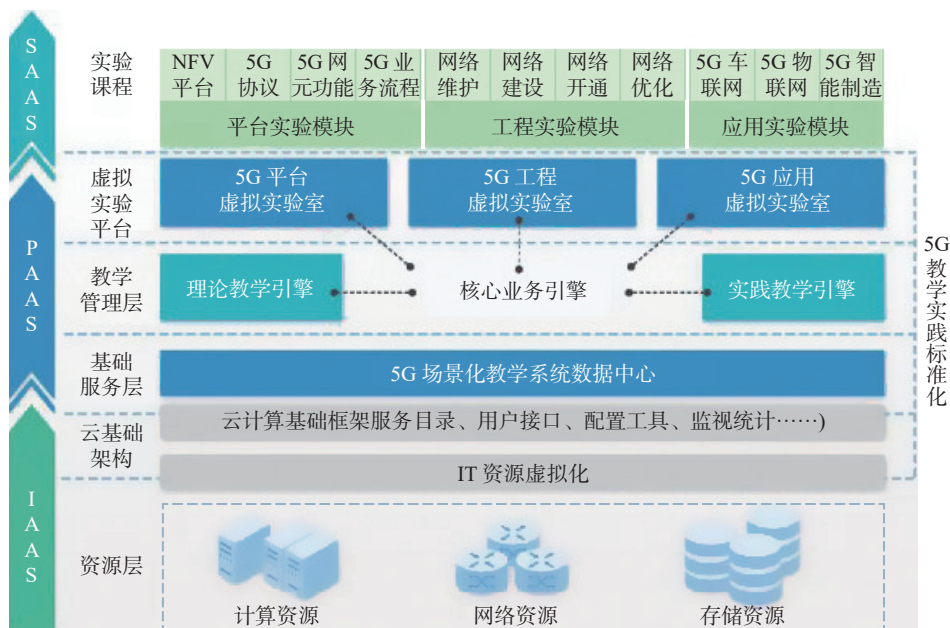 SAAS
实验
课程
NFV
平台
5G
协议
5G 网
元功能
5G 业
务流程
网络
维护
网络
建设
网络
开通
网络
优化
5G 车
联网
5G 物
联网
5G 智
能制造
平台实验模块
工程实验模块
应用实验模块
PAAS
虚拟
实验
平台
5G 平台
虚拟实验室
5G 工程
虚拟实验室
5G 应用
虚拟实验室
教学
管理层
理论教学引擎
核心业务引擎
实践教学引擎
5G
教学实践标准化
基础
服务层
5G 场景化教学系统数据中心
IAAS
云基础
架构
云计算基础框架服务目录、用户接口、配置工具、监视统计……)
IT 资源虚拟化
资源层
计算资源
网络资源
存储资源